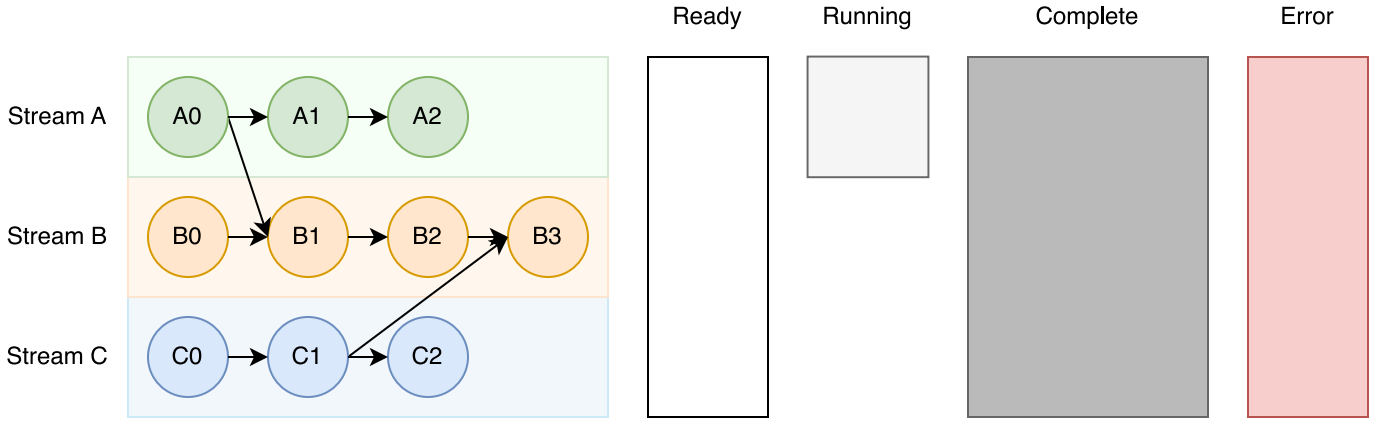 Ready
Running
Complete
Error
Stream A
A0
A1
A2
Stream B
B0
B1
B2
B3
Stream C
C0
C1
C2